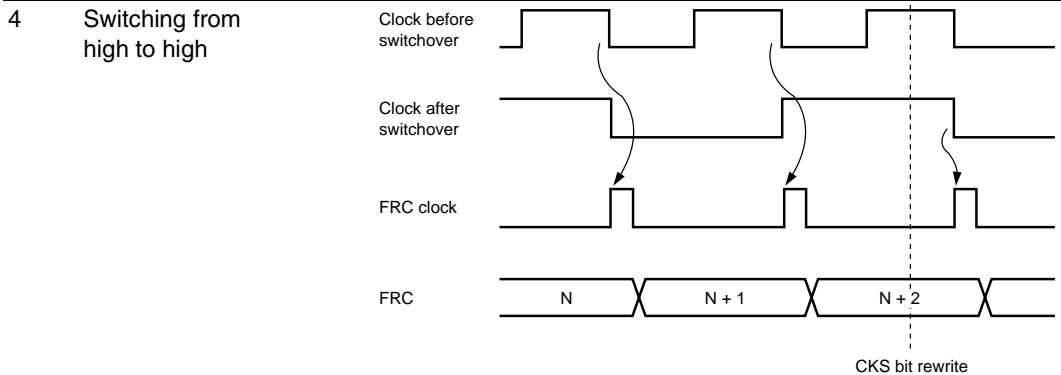 4 Switching from
high to high
Clock before
switchover
Clock after
switchover
FRC clock
FRC
N
N + 1
N + 2
CKS bit rewrite